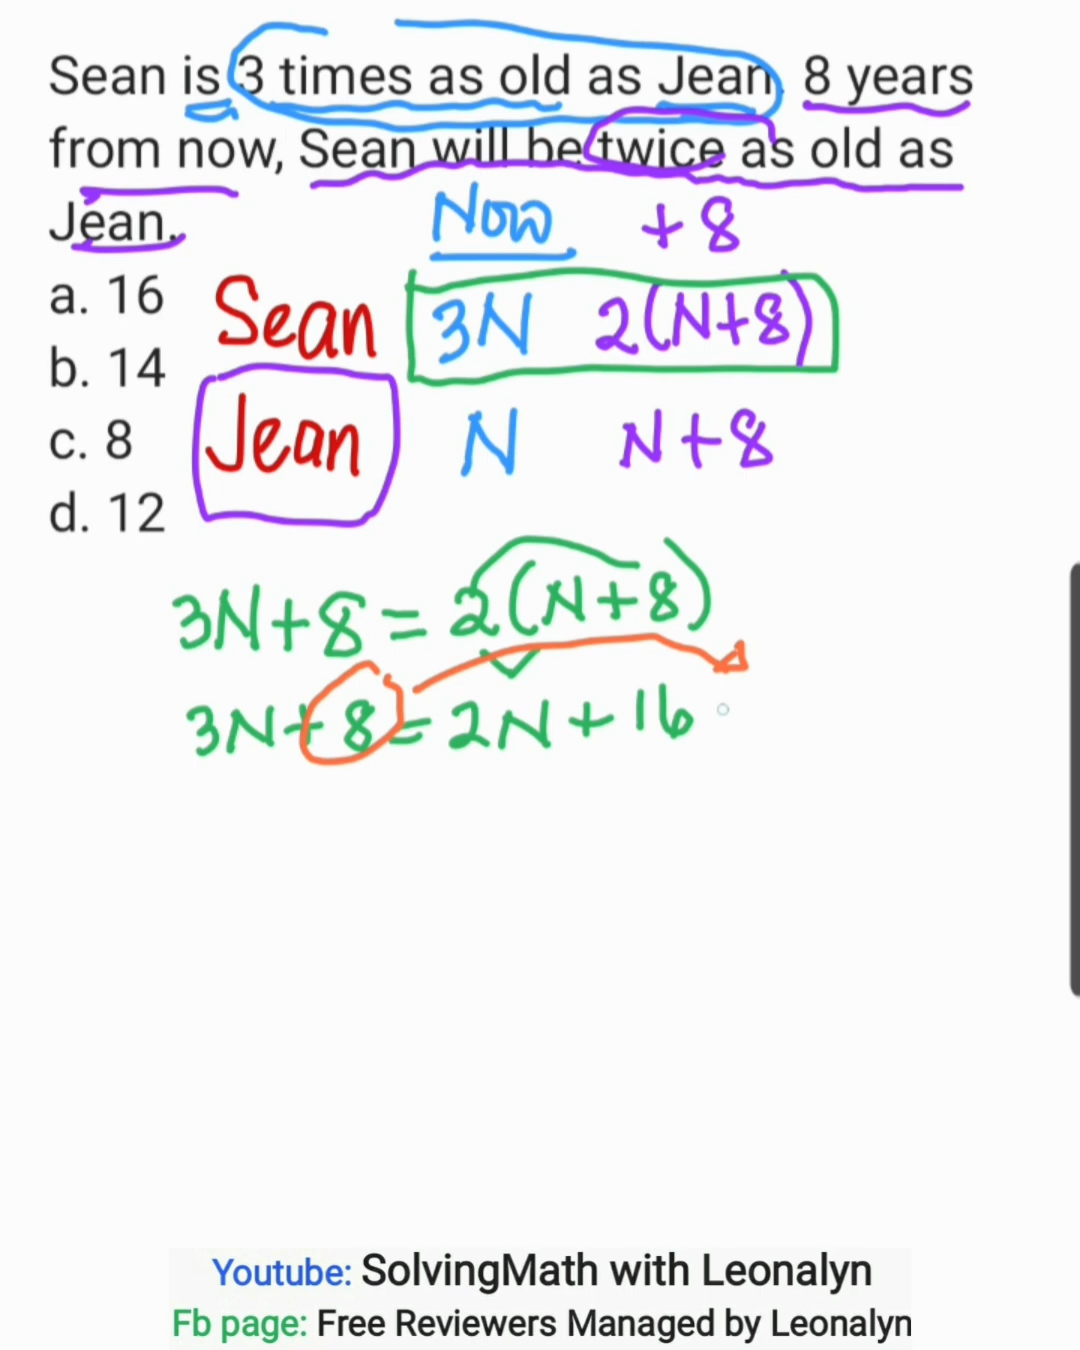 Sean is 3 times as old as Jean. 8 years
from now, Sean will be twice as old as
Jean.
Now +8
a. 16
Sean 3N 2(N+8)
b. 14
c. 8
Jean N N+8
d. 12
3N+8=2(N+8)
3N+8=2N+16
Youtube: SolvingMath with Leonalyn
Fb page: Free Reviewers Managed by Leonalyn